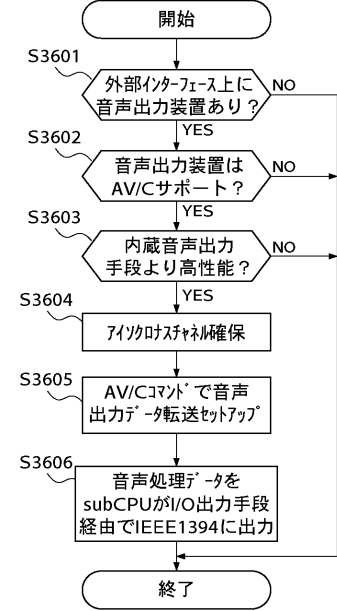 開始
S3601
外部インターフェース上に
音声出力装置あり？
NO
YES
S3602
音声出力装置は
AV/Cサポート？
NO
YES
S3603
内蔵音声出力
手段より高性能？
NO
YES
S3604
ｱｲｿｸﾛﾅｽﾁｬﾈﾙ確保
S3605
AV/Cｺﾏﾝﾄﾞで音声
出力ﾃﾞｰﾀ転送ｾｯﾄｱｯﾌﾟ
S3606
音声処理ﾃﾞｰﾀを
subCPUがI/O出力手段
経由でIEEE1394に出力
終了